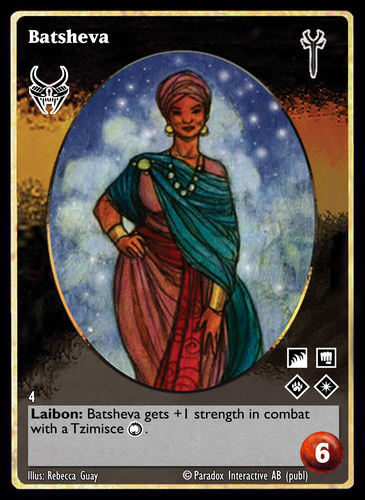 Batsheva
4
Laibon: Batsheva gets +1 strength in combat
with a Tzimisce .
6
Illus: Rebecca Guay © Paradox Interactive AB (publ)